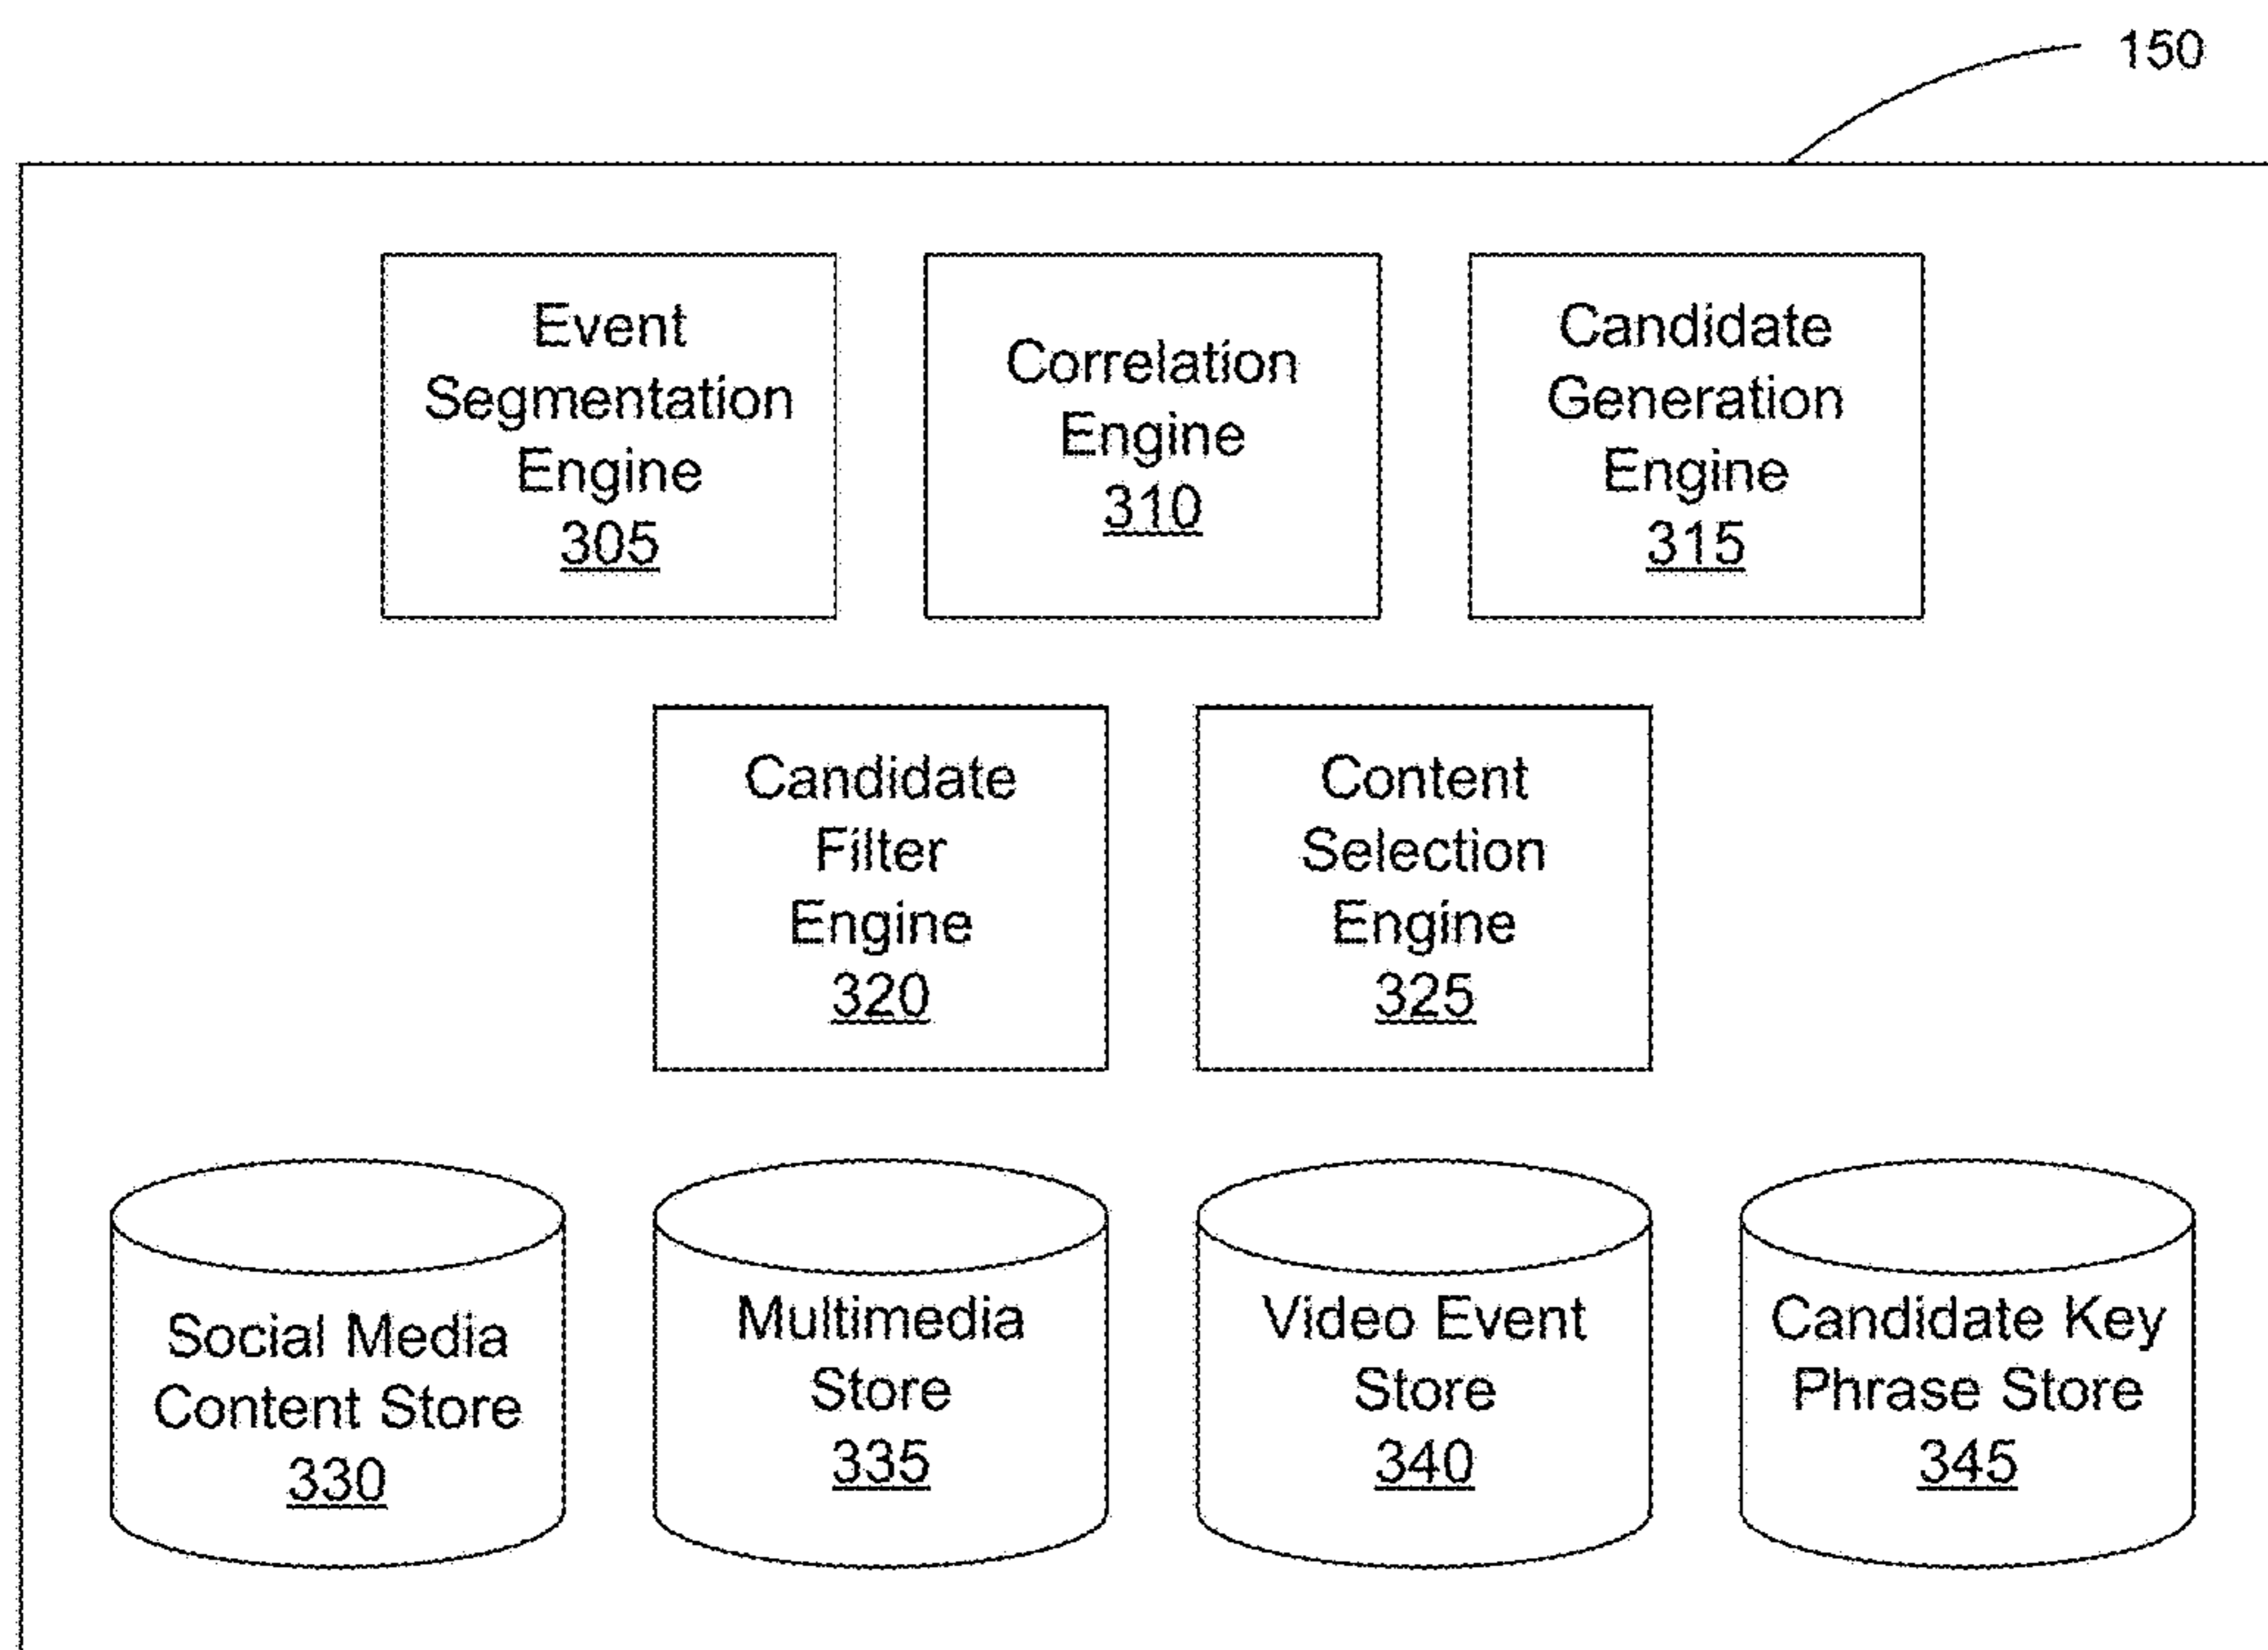 150
Event
Segmentation
Engine
305
Correlation
Engine
310
Candidate
Generation
Engine
315
Candidate
Filter
Engine
320
Content
Selection
Engine
325
Social Media
Content Store
330
Multimedia
Store
335
Video Event
Store
340
Candidate Key
Phrase Store
345